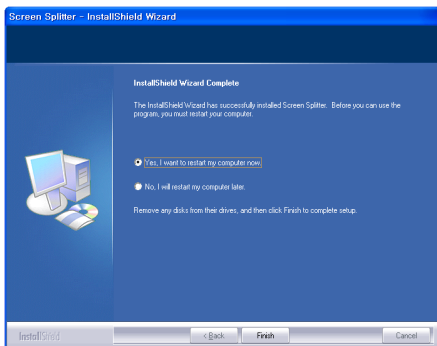 Screen Splitter - InstallShield Wizard
InstallShield Wizard Complete
The InstallShield Wizard has successfully installed Screen Splitter. Before you can use the
program, you must restart your computer.
Yes, I want to restart my computer now.
No, I will restart my computer later.
Remove any disks from their drives, and then click Finish to complete setup.
InstallShield
< Back
Finish
Cancel